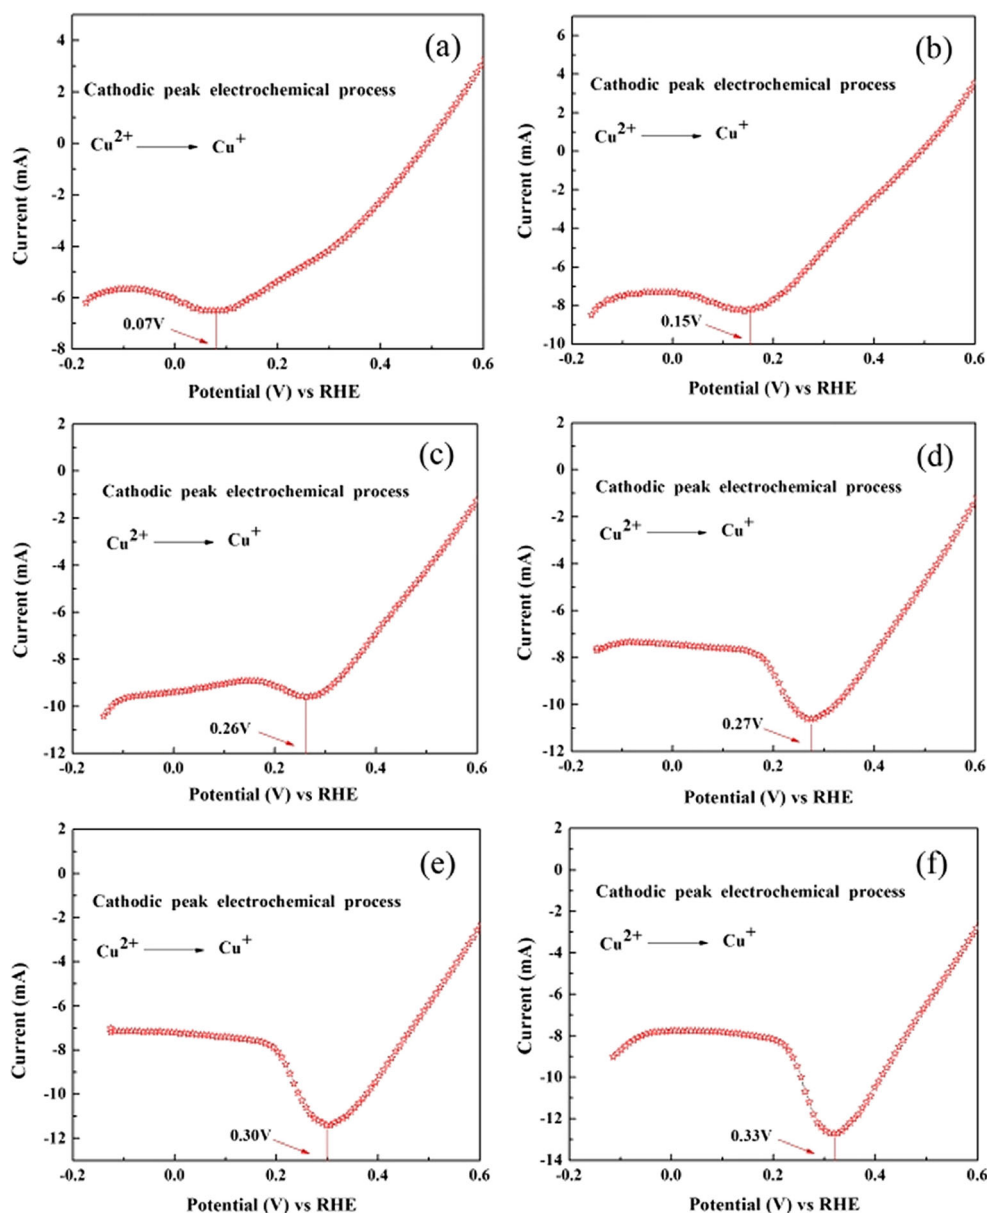 (a)
Cathodic peak electrochemical process
Cu2+ → Cu+
0.07V
4
2
0
-2
-4
-6
-8
Current (mA)
-0.2 0.0 0.2 0.4 0.6
Potential (V) vs RHE
(b)
Cathodic peak electrochemical process
Cu2+ → Cu+
0.15V
6
4
2
0
-2
-4
-6
-8
-10
Current (mA)
-0.2 0.0 0.2 0.4 0.6
Potential (V) vs RHE
(c)
Cathodic peak electrochemical process
Cu2+ → Cu+
0.26V
2
0
-2
-4
-6
-8
-10
-12
Current (mA)
-0.2 0.0 0.2 0.4 0.6
Potential (V) vs RHE
(d)
Cathodic peak electrochemical process
Cu2+ → Cu+
0.27V
2
0
-2
-4
-6
-8
-10
-12
Current (mA)
-0.2 0.0 0.2 0.4 0.6
Potential (V) vs RHE
(e)
Cathodic peak electrochemical process
Cu2+ → Cu+
0.30V
2
0
-2
-4
-6
-8
-10
-12
Current (mA)
-0.2 0.0 0.2 0.4 0.6
Potential (V) vs RHE
(f)
Cathodic peak electrochemical process
Cu2+ → Cu+
0.33V
2
0
-2
-4
-6
-8
-10
-12
-14
Current (mA)
-0.2 0.0 0.2 0.4 0.6
Potential (V) vs RHE